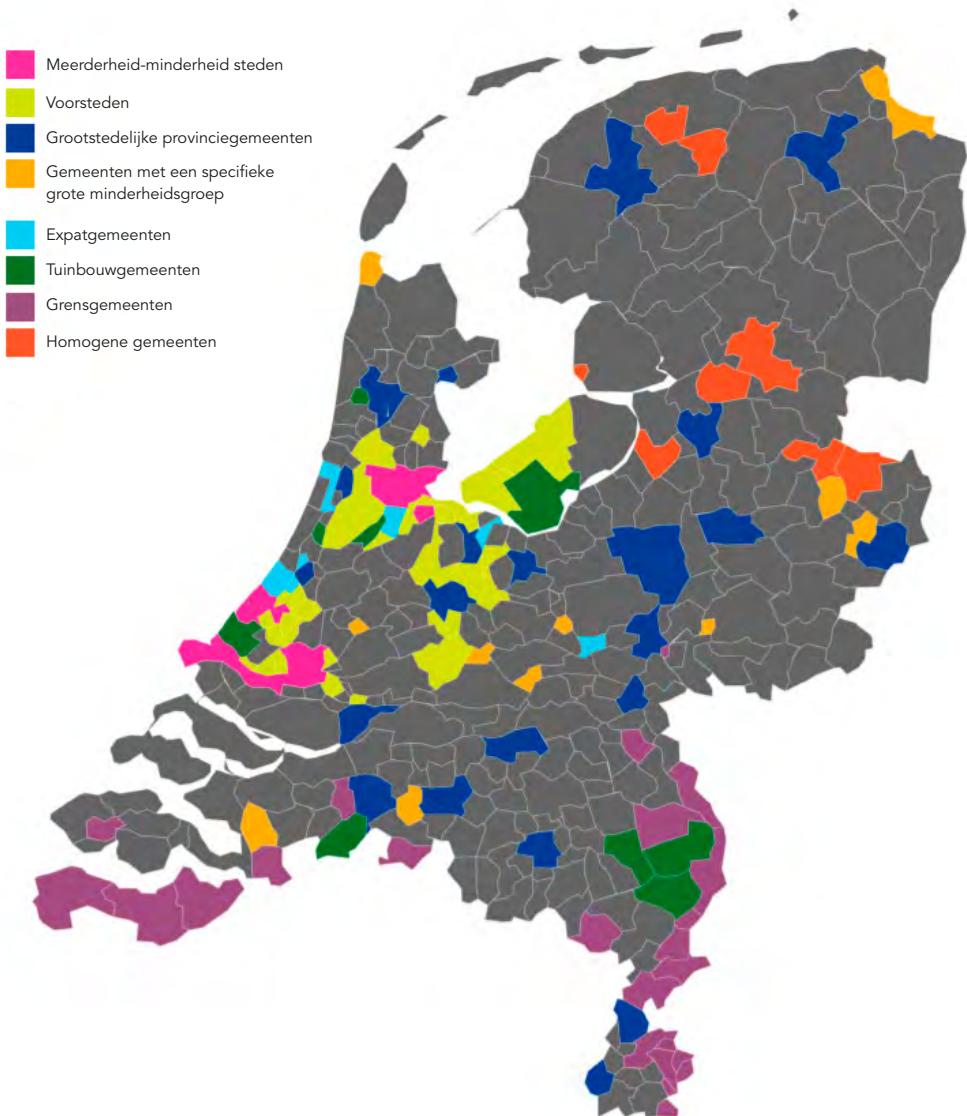 Meerderheid-minderheid steden
Voorsteden
Grootstedelijke provinciegemeenten
Gemeenten met een specifieke
grote minderheidsgroep
Expatgemeenten
Tuinbouwgemeenten
Grensgemeenten
Homogene gemeenten